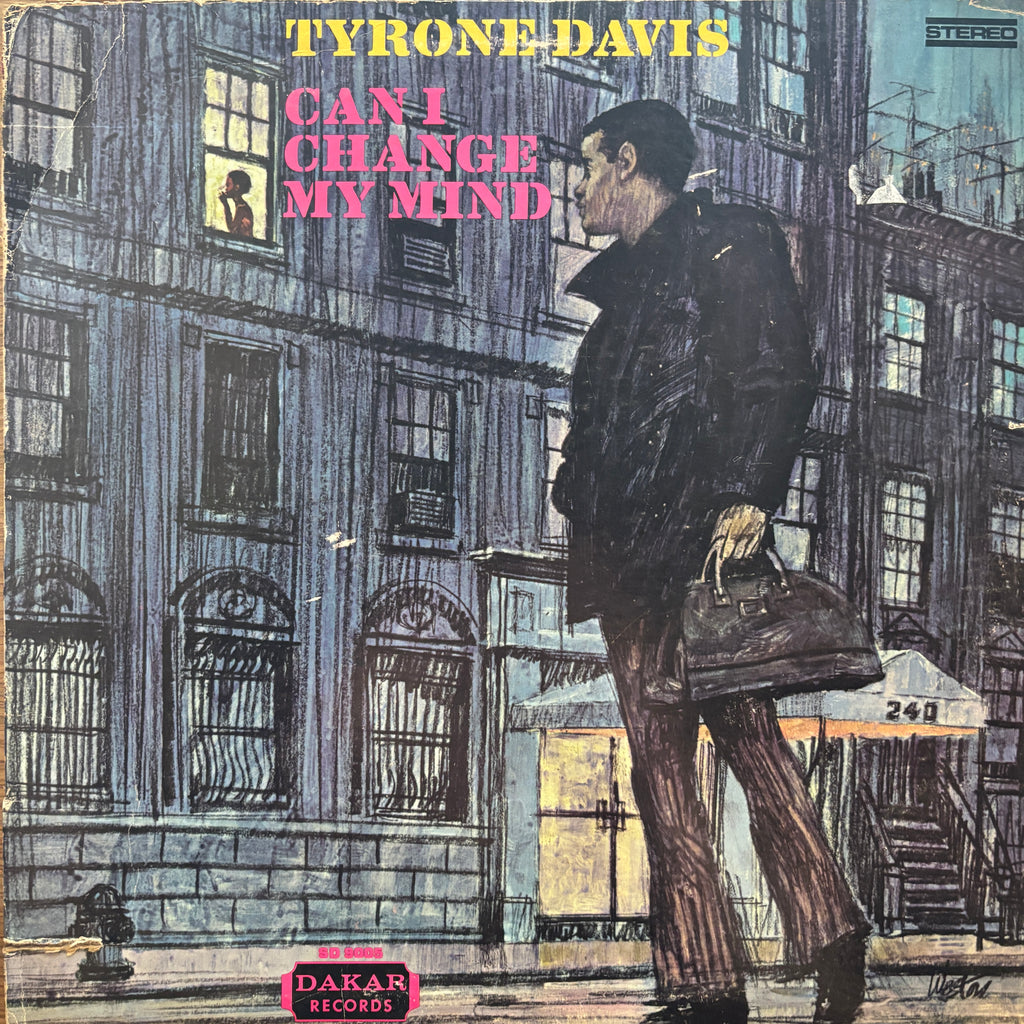 TYRONE DAVIS
STEREO
CAN I
CHANGE
MY MIND
240
SD 9005
DAKAR
RECORDS